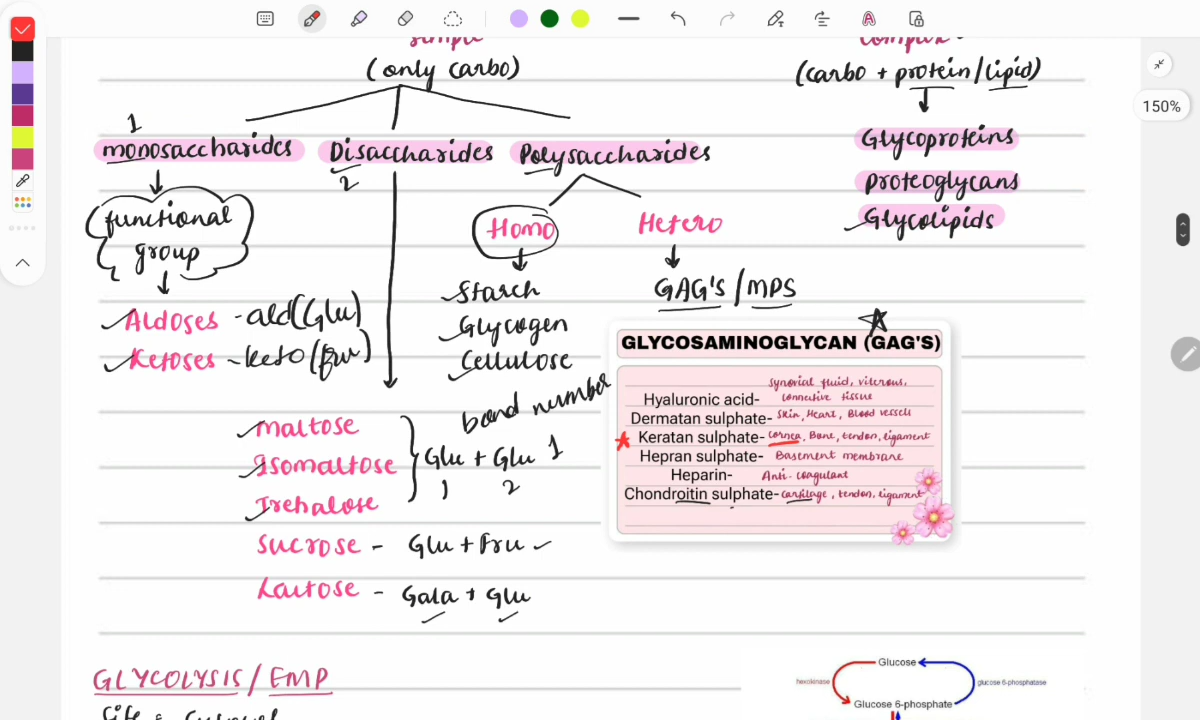 150%
simple
complex -
(only carbo)
(carbo + protein/lipid)
1
monosaccharides
Disaccharides
2
Polysaccharides
Glycoproteins
proteoglycans
Glycolipids
functional
group
Homo
Hetero
Starch
Glycogen
Cellulose
GAG'S / MPS
Aldoses - ald(Glu)
Ketoses - keto (fru)
GLYCOSAMINOGLYCAN (GAG'S)
Hyaluronic acid- synovial fluid, viterous, connective tissue
Dermatan sulphate- skin, Heart, Blood vessels
Keratan sulphate- cornea, Bone, tendon, ligament
Hepran sulphate- Basement membrane
Heparin- Anti-coagulant
Chondroitin sulphate- cartilage, tendon, ligament
bond number
maltose
Isomaltose
Trehalose
Glu + Glu 1
1 2
Sucrose - Glu + Fru
Lactose - Gala + Glu
GLYCOLYSIS / EMP
Glucose
hexokinase
glucose 6-phosphatase
Glucose 6-phosphate